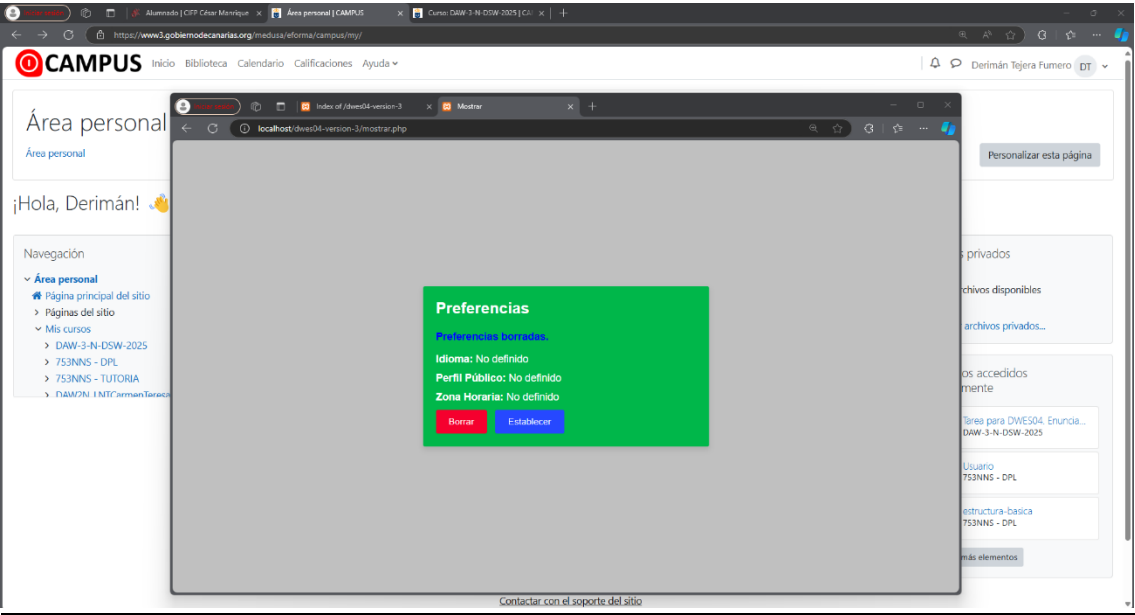 Alumnado | CIFP César Manrique
Área personal | CAMPUS
Curso: DAW-3-N-DSW-2025 | CA
https://www3.gobiernodecanarias.org/medusa/eforma/campus/my/
CAMPUS Inicio Biblioteca Calendario Calificaciones Ayuda
Derimán Tejera Fumero DT
Index of /dwes04-version-3
Mostrar
localhost/dwes04-version-3/mostrar.php
Área personal
Área personal
Personalizar esta página
¡Hola, Derimán!
Navegación
Área personal
Página principal del sitio
Páginas del sitio
Mis cursos
DAW-3-N-DSW-2025
753NNS - DPL
753NNS - TUTORIA
DAW2N_LNTCarmenTeresa
Preferencias
Preferencias borradas.
Idioma: No definido
Perfil Público: No definido
Zona Horaria: No definido
Borrar Establecer
privados
chivos disponibles
archivos privados...
os accedidos
mente
Tarea para DWES04. Enuncia...
DAW-3-N-DSW-2025
Usuario
753NNS - DPL
estructura-basica
753NNS - DPL
más elementos
Contactar con el soporte del sitio